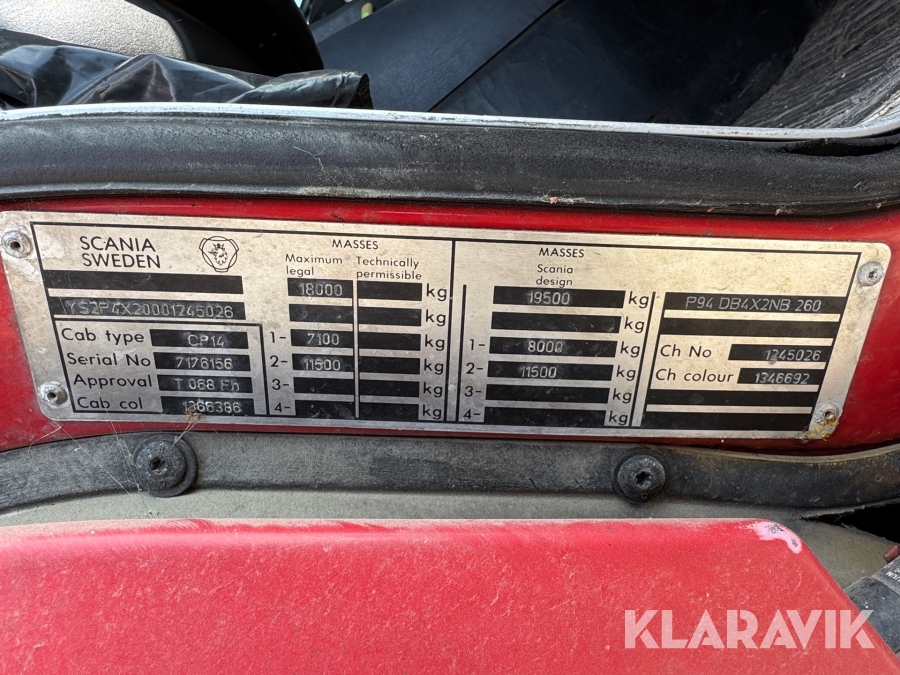 SCANIA
SWEDEN
YS2P4X20001245026
Cab type CP14
Serial No 7176156
Approval T 068 Eh
Cab col 1366386
MASSES
Maximum legal
Technically permissible
18000 kg
kg
1- 7100 kg
2- 11500 kg
3- kg
4- kg
MASSES
Scania design
19500 kg
kg
1- 8000 kg
2- 11500 kg
3- kg
4- kg
P94 DB4X2NB 260
Ch No 1245026
Ch colour 1346692
KLARAVIK